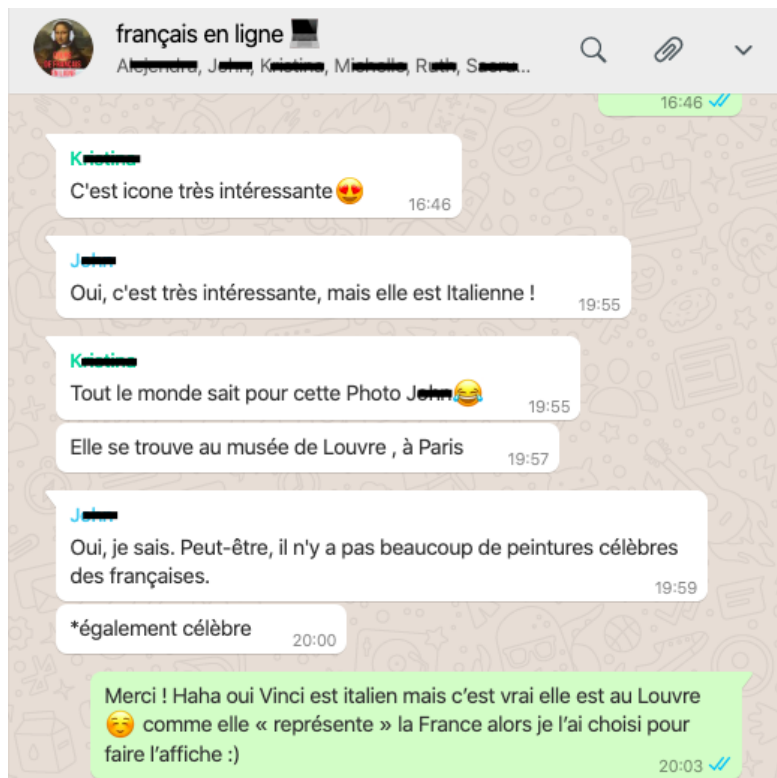 français en ligne
16:46
C'est icone très intéressante😍
16:46
Oui, c'est très intéressante, mais elle est Italienne !
19:55
Tout le monde sait pour cette Photo 😂
19:55
Elle se trouve au musée de Louvre , à Paris
19:57
Oui, je sais. Peut-être, il n'y a pas beaucoup de peintures célèbres
des françaises.
19:59
*également célèbre
20:00
Merci ! Haha oui Vinci est italien mais c’est vrai elle est au Louvre
☺️ comme elle « représente » la France alors je l’ai choisi pour
faire l’affiche :)
20:03